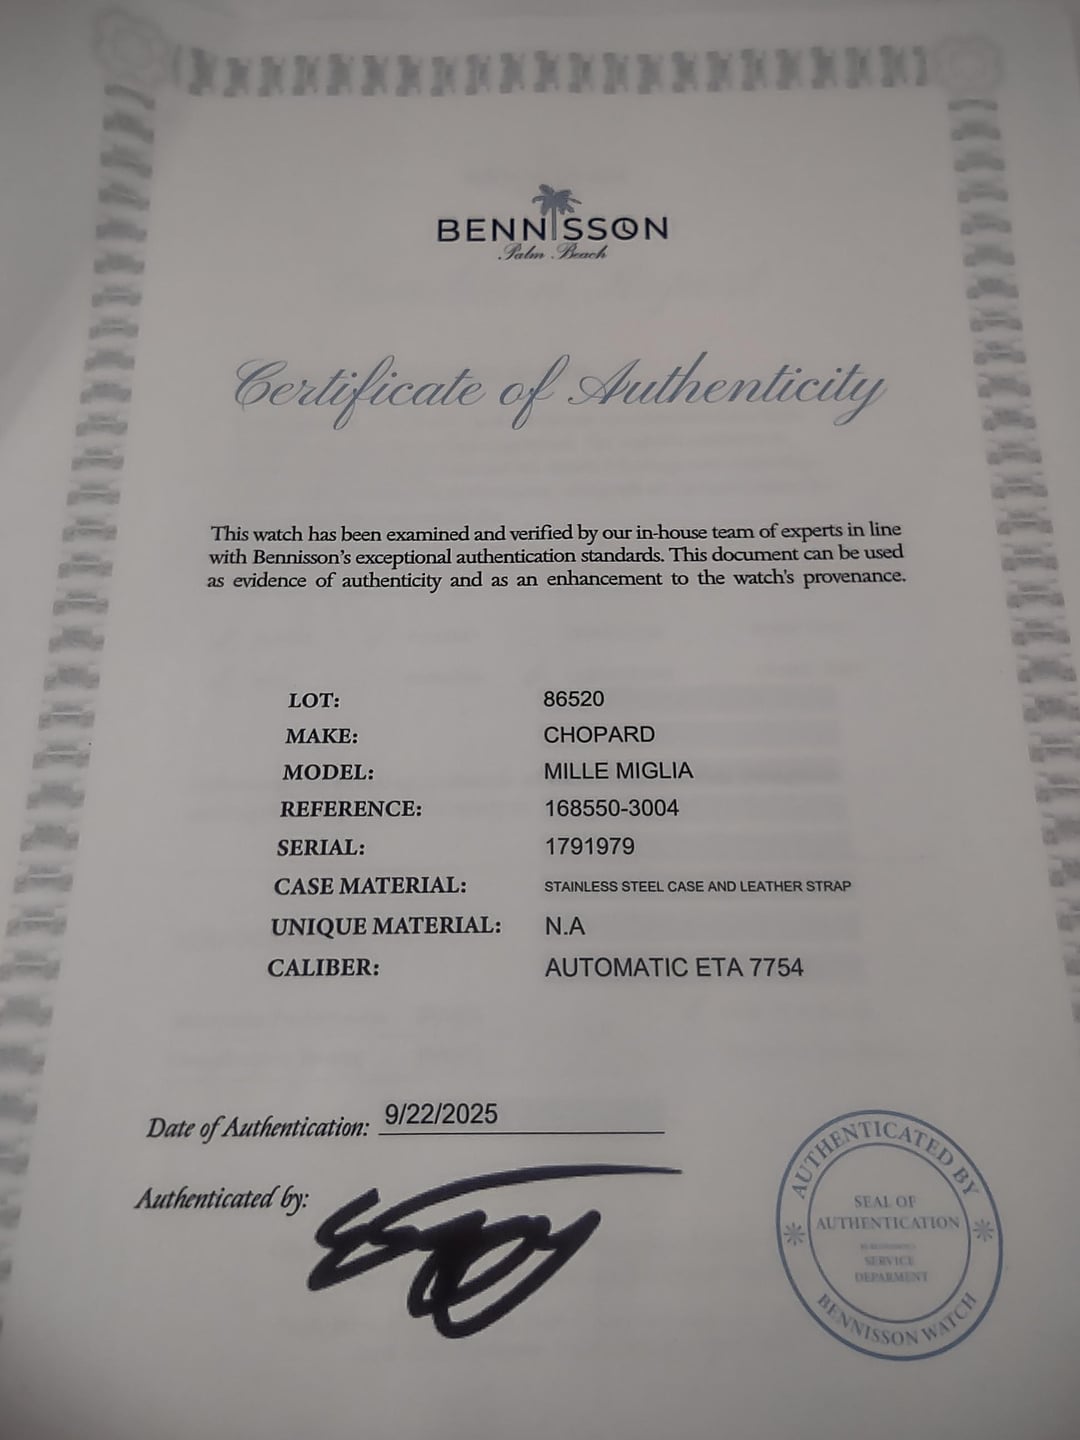 BENNISSON
Palm Beach
Certificate of Authenticity
This watch has been examined and verified by our in-house team of experts in line
with Bennisson's exceptional authentication standards. This document can be used
as evidence of authenticity and as an enhancement to the watch's provenance.
LOT: 86520
MAKE: CHOPARD
MODEL: MILLE MIGLIA
REFERENCE: 168550-3004
SERIAL: 1791979
CASE MATERIAL: STAINLESS STEEL CASE AND LEATHER STRAP
UNIQUE MATERIAL: N.A
CALIBER: AUTOMATIC ETA 7754
Date of Authentication: 9/22/2025
Authenticated by:
AUTHENTICATED BY
SEAL OF
AUTHENTICATION
SERVICE
DEPARMENT
BENNISSON WATCH